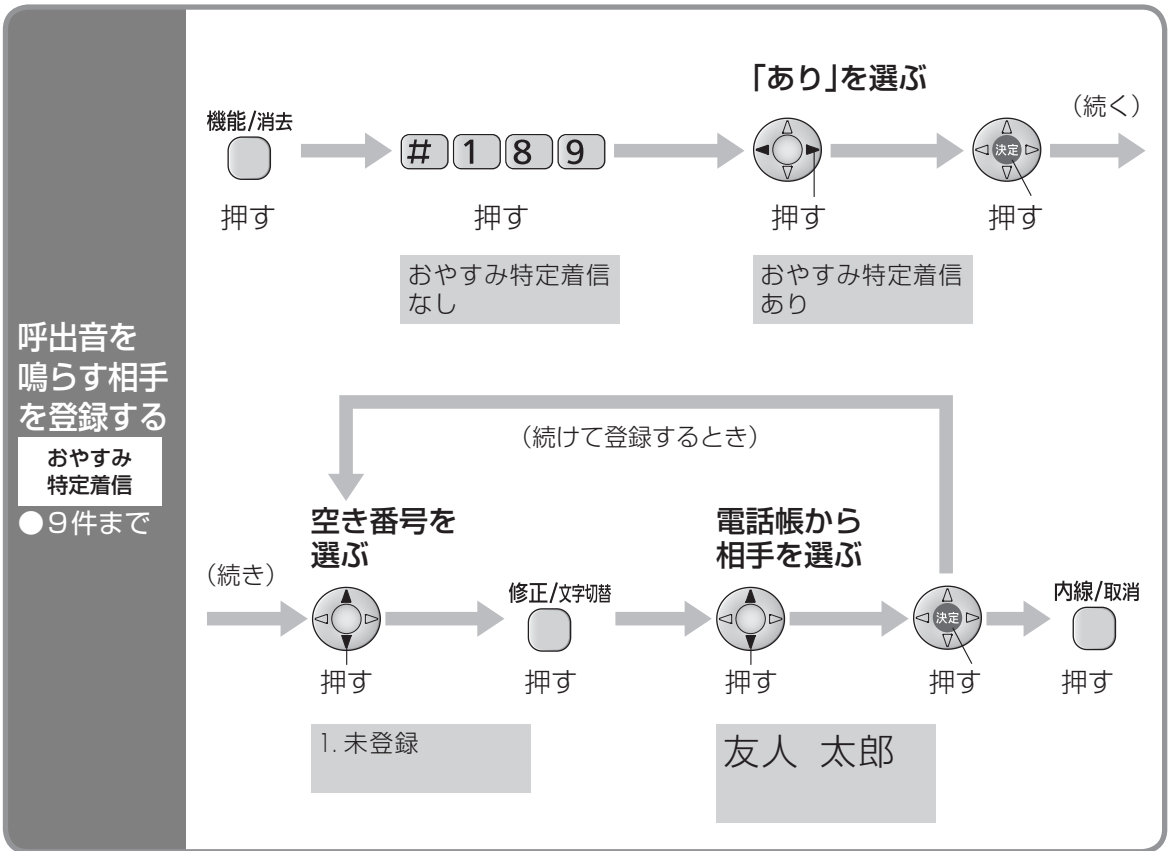 呼出音を
鳴らす相手
を登録する
おやすみ
特定着信
●9件まで
機能/消去
押す
# 1 8 9
押す
おやすみ特定着信
なし
「あり」を選ぶ
押す
おやすみ特定着信
あり
決定
押す
(続く)
(続けて登録するとき)
(続き)
空き番号を
選ぶ
押す
1. 未登録
修正/文字切替
押す
電話帳から
相手を選ぶ
押す
友人 太郎
決定
押す
内線/取消
押す